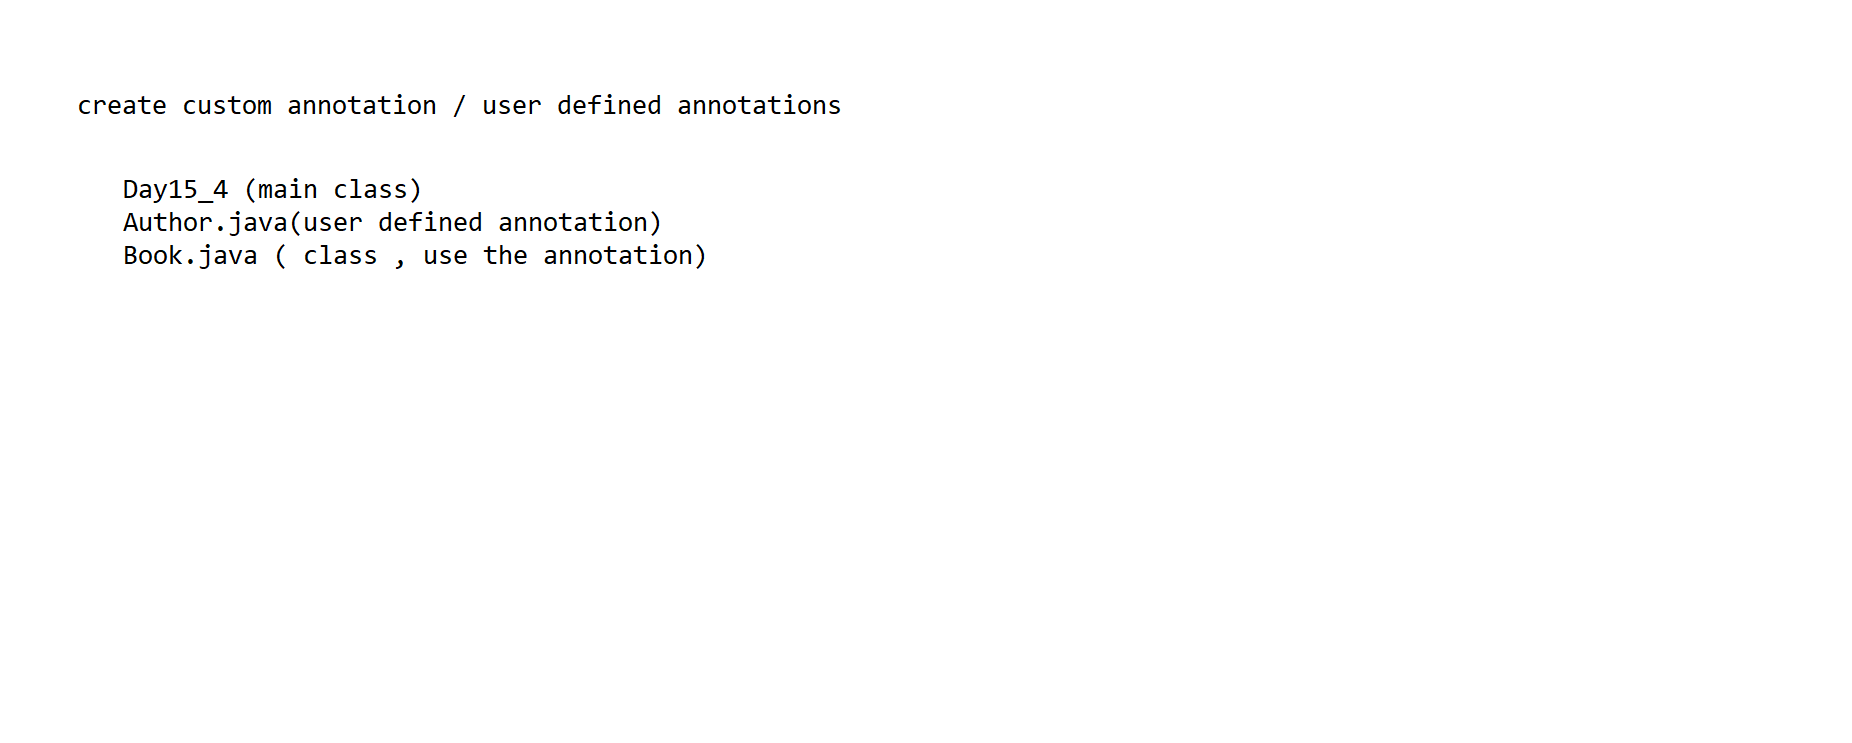 create custom annotation / user defined annotations
Day15_4 (main class)
Author.java(user defined annotation)
Book.java ( class , use the annotation)